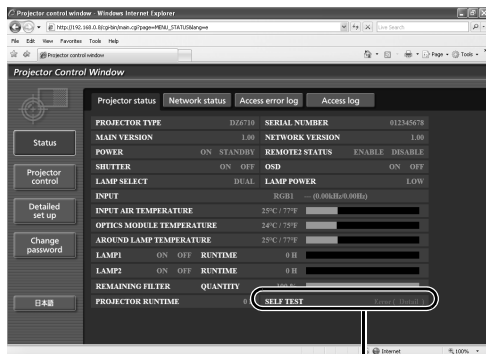 Projector control window - Windows Internet Explorer
http://192.168.0.8/cgi-bin/main.cgi?page=MENU_STATUS&lang=e
Live Search
File Edit View Favorites Tools Help
Projector control window
Page Tools
Projector Control Window
Projector status Network status Access error log Access log
PROJECTOR TYPE DZ6710 SERIAL NUMBER 012345678
MAIN VERSION 1.00 NETWORK VERSION 1.00
POWER ON STANDBY REMOTE2 STATUS ENABLE DISABLE
SHUTTER ON OFF OSD ON OFF
LAMP SELECT DUAL LAMP POWER LOW
INPUT RGB1 --- (0.00kHz/0.00Hz)
INPUT AIR TEMPERATURE 25°C / 77°F
OPTICS MODULE TEMPERATURE 24°C / 75°F
AROUND LAMP TEMPERATURE 25°C / 77°F
LAMP1 ON OFF RUNTIME 0 H
LAMP2 ON OFF RUNTIME 0 H
REMAINING FILTER QUANTITY 100 %
PROJECTOR RUNTIME 0 SELF TEST Error [ Detail ]
Status
Projector
control
Detailed
set up
Change
password
日本語
Internet 100%